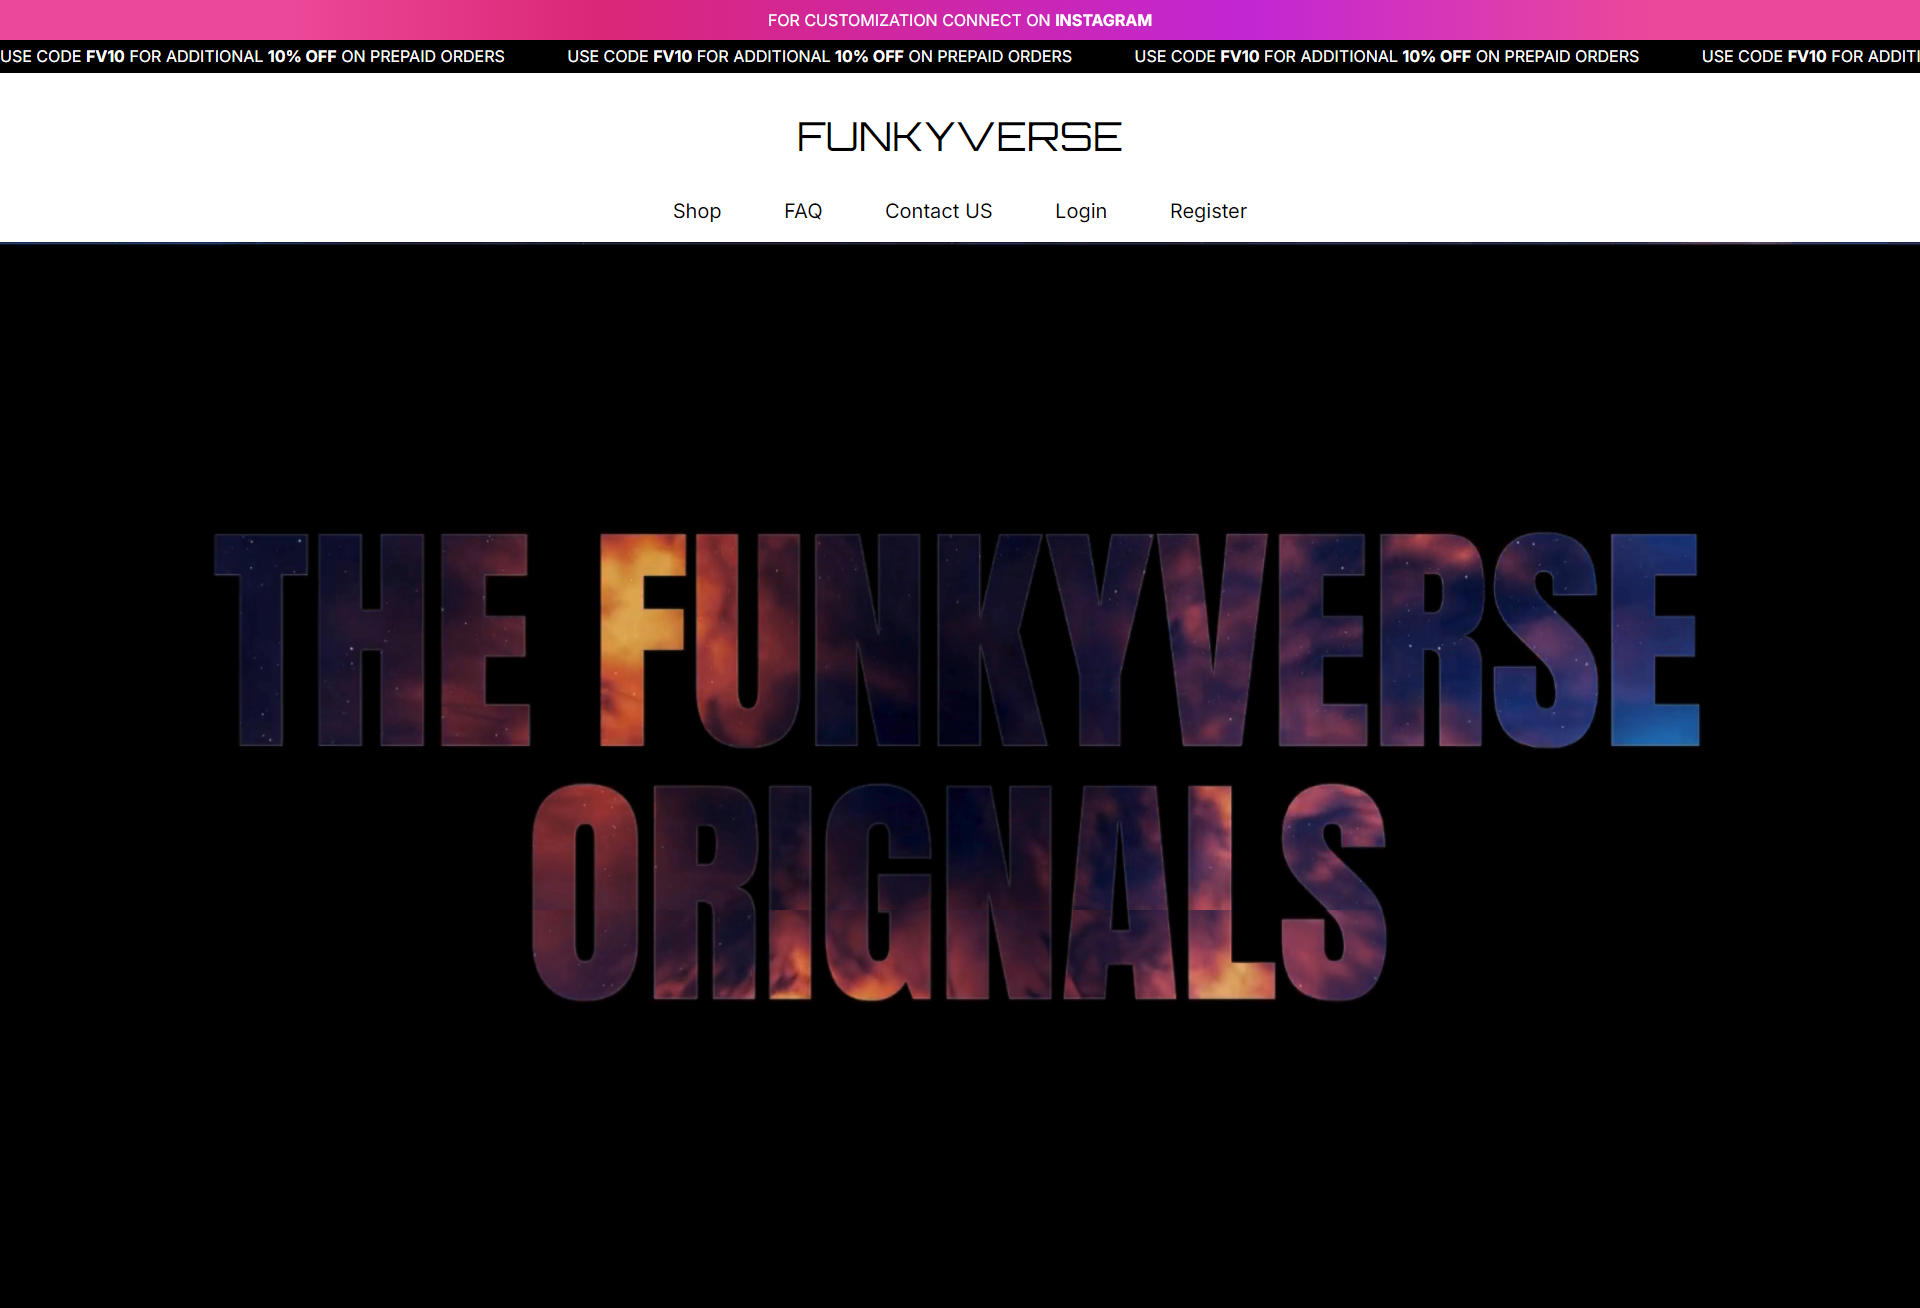 FOR CUSTOMIZATION CONNECT ON INSTAGRAM
USE CODE FV10 FOR ADDITIONAL 10% OFF ON PREPAID ORDERS USE CODE FV10 FOR ADDITIONAL 10% OFF ON PREPAID ORDERS USE CODE FV10 FOR ADDITIONAL 10% OFF ON PREPAID ORDERS USE CODE FV10 FOR ADDITI
FUNKYVERSE
Shop FAQ Contact US Login Register
THE FUNKYVERSE
ORIGNALS